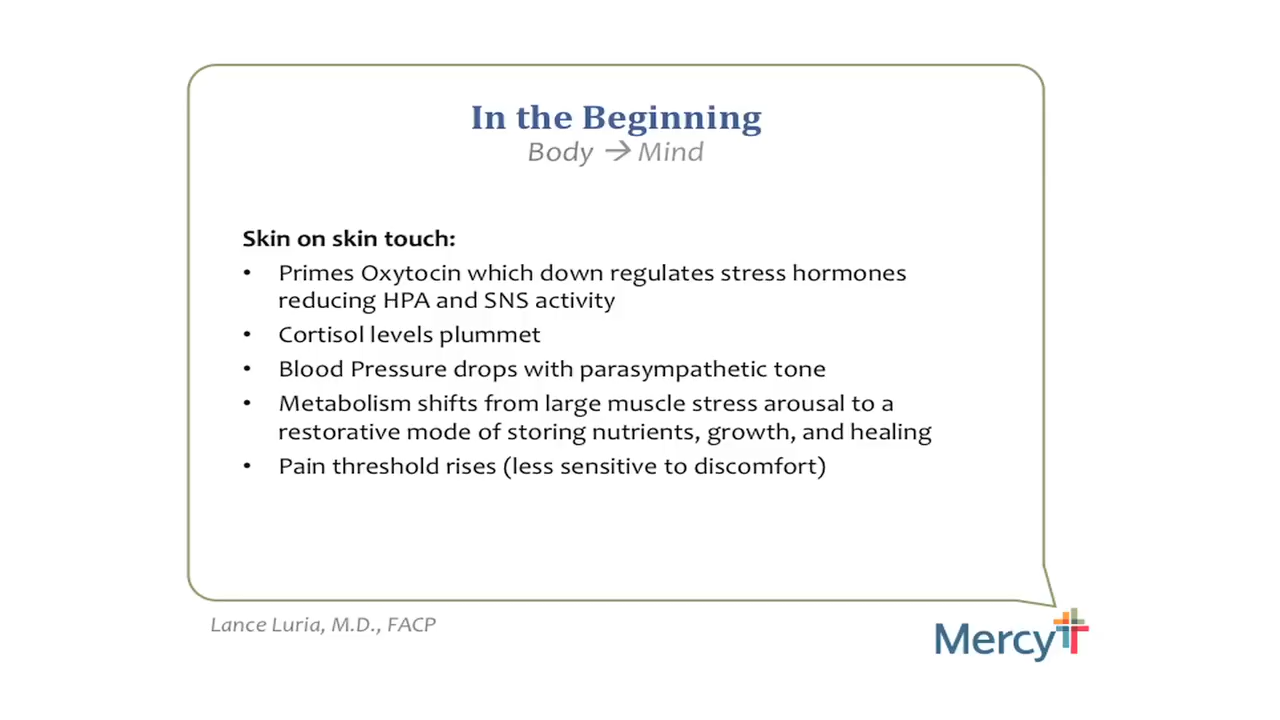 In the Beginning
Body → Mind
Skin on skin touch:
• Primes Oxytocin which down regulates stress hormones
reducing HPA and SNS activity
• Cortisol levels plummet
• Blood Pressure drops with parasympathetic tone
• Metabolism shifts from large muscle stress arousal to a
restorative mode of storing nutrients, growth, and healing
• Pain threshold rises (less sensitive to discomfort)
Lance Luria, M.D., FACP
Mercy